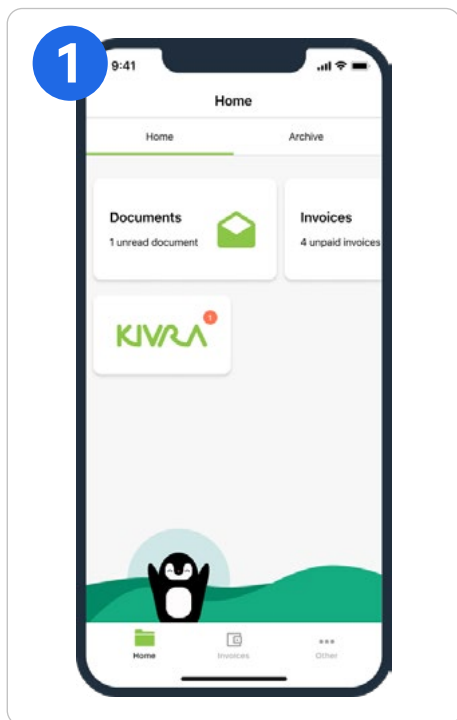 1
9:41
Home
Home Archive
Documents
1 unread document
Invoices
4 unpaid invoices
KIVRA
1
Home Invoices Other